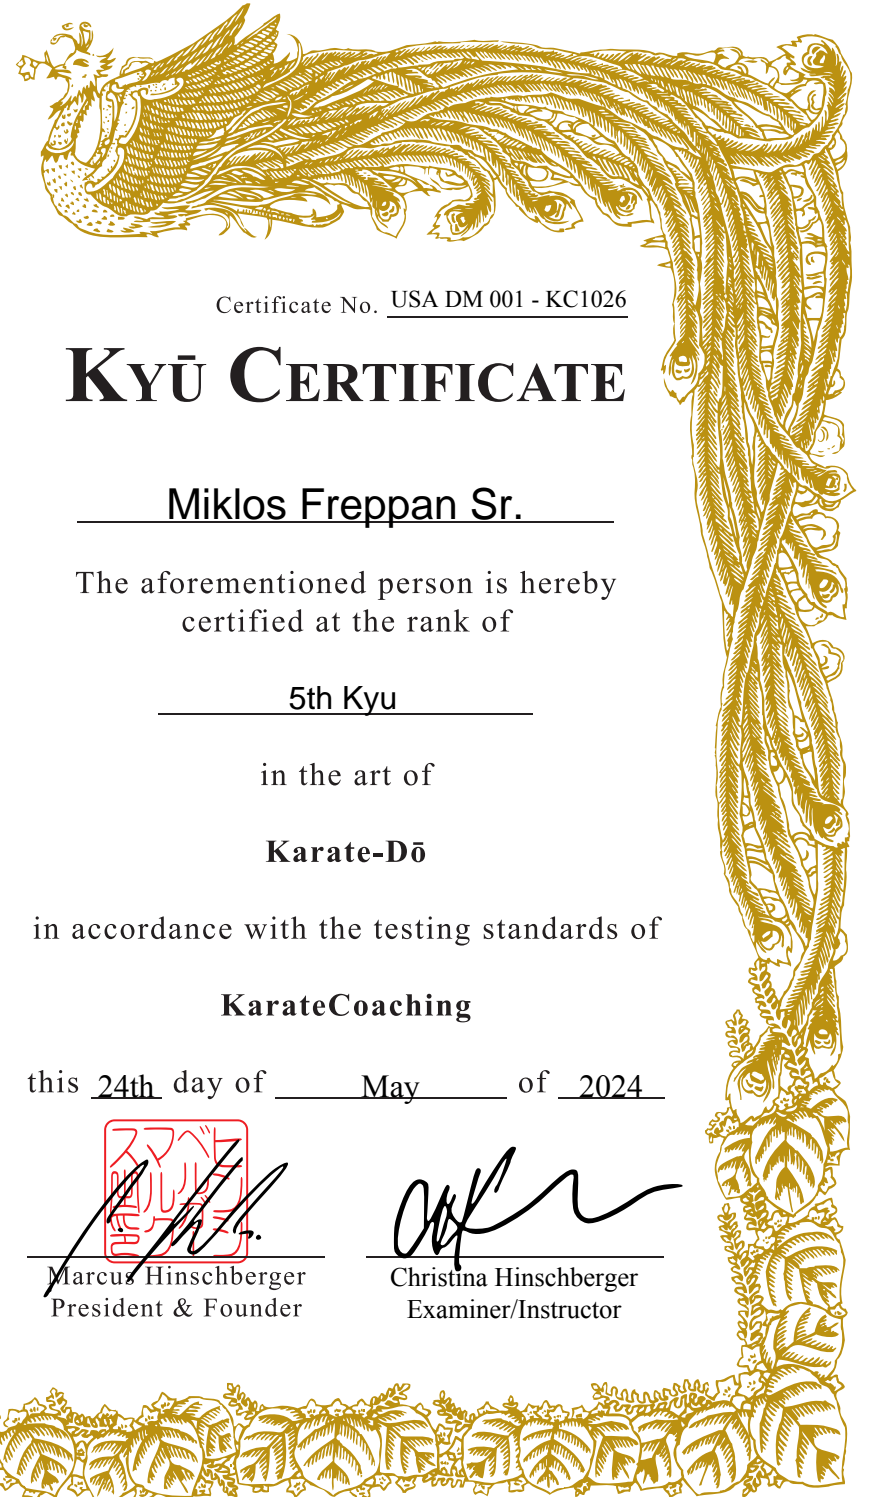 Certificate No. USA DM 001 - KC1026
KYŪ CERTIFICATE
Miklos Freppan Sr.
The aforementioned person is hereby
certified at the rank of
5th Kyu
in the art of
Karate-Dō
in accordance with the testing standards of
KarateCoaching
this 24th day of May of 2024
Marcus Hinschberger
President & Founder
Christina Hinschberger
Examiner/Instructor